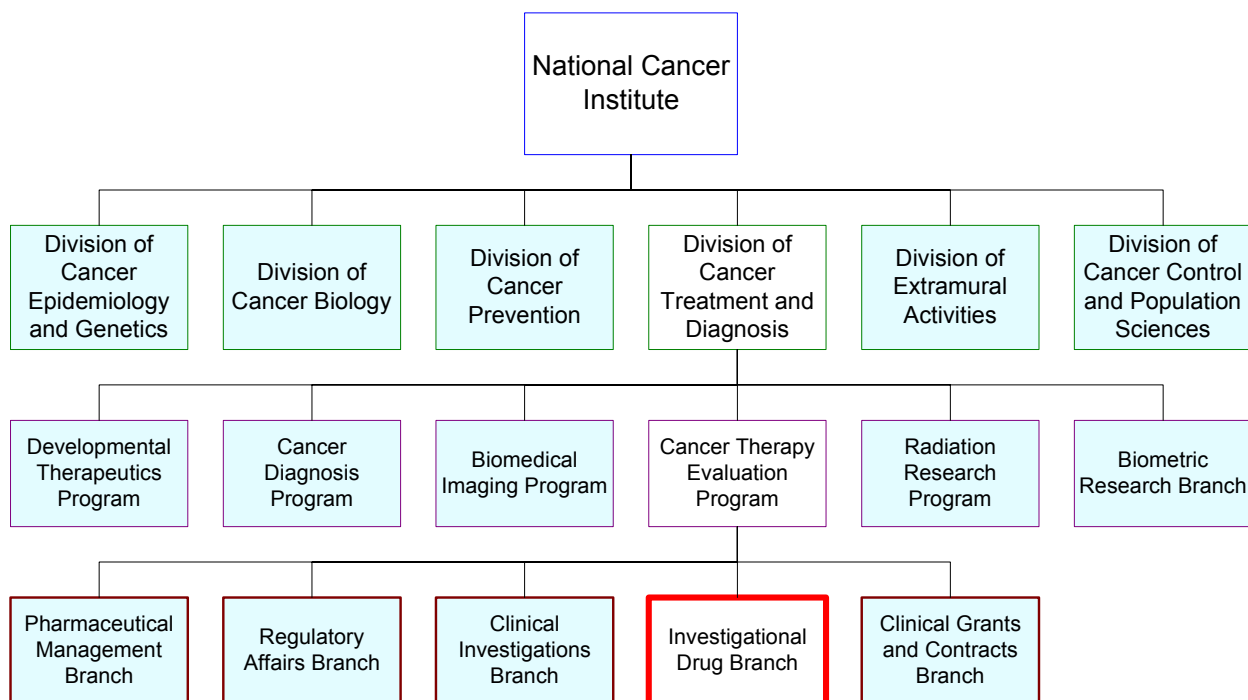 National Cancer
Institute
Division of
Cancer
Epidemiology
and Genetics
Division of
Cancer Biology
Division of
Cancer
Prevention
Division of
Cancer
Treatment and
Diagnosis
Division of
Extramural
Activities
Division of
Cancer Control
and Population
Sciences
Developmental
Therapeutics
Program
Cancer
Diagnosis
Program
Biomedical
Imaging Program
Cancer Therapy
Evaluation
Program
Radiation
Research
Program
Biometric
Research Branch
Pharmaceutical
Management
Branch
Regulatory
Affairs Branch
Clinical
Investigations
Branch
Investigational
Drug Branch
Clinical Grants
and Contracts
Branch